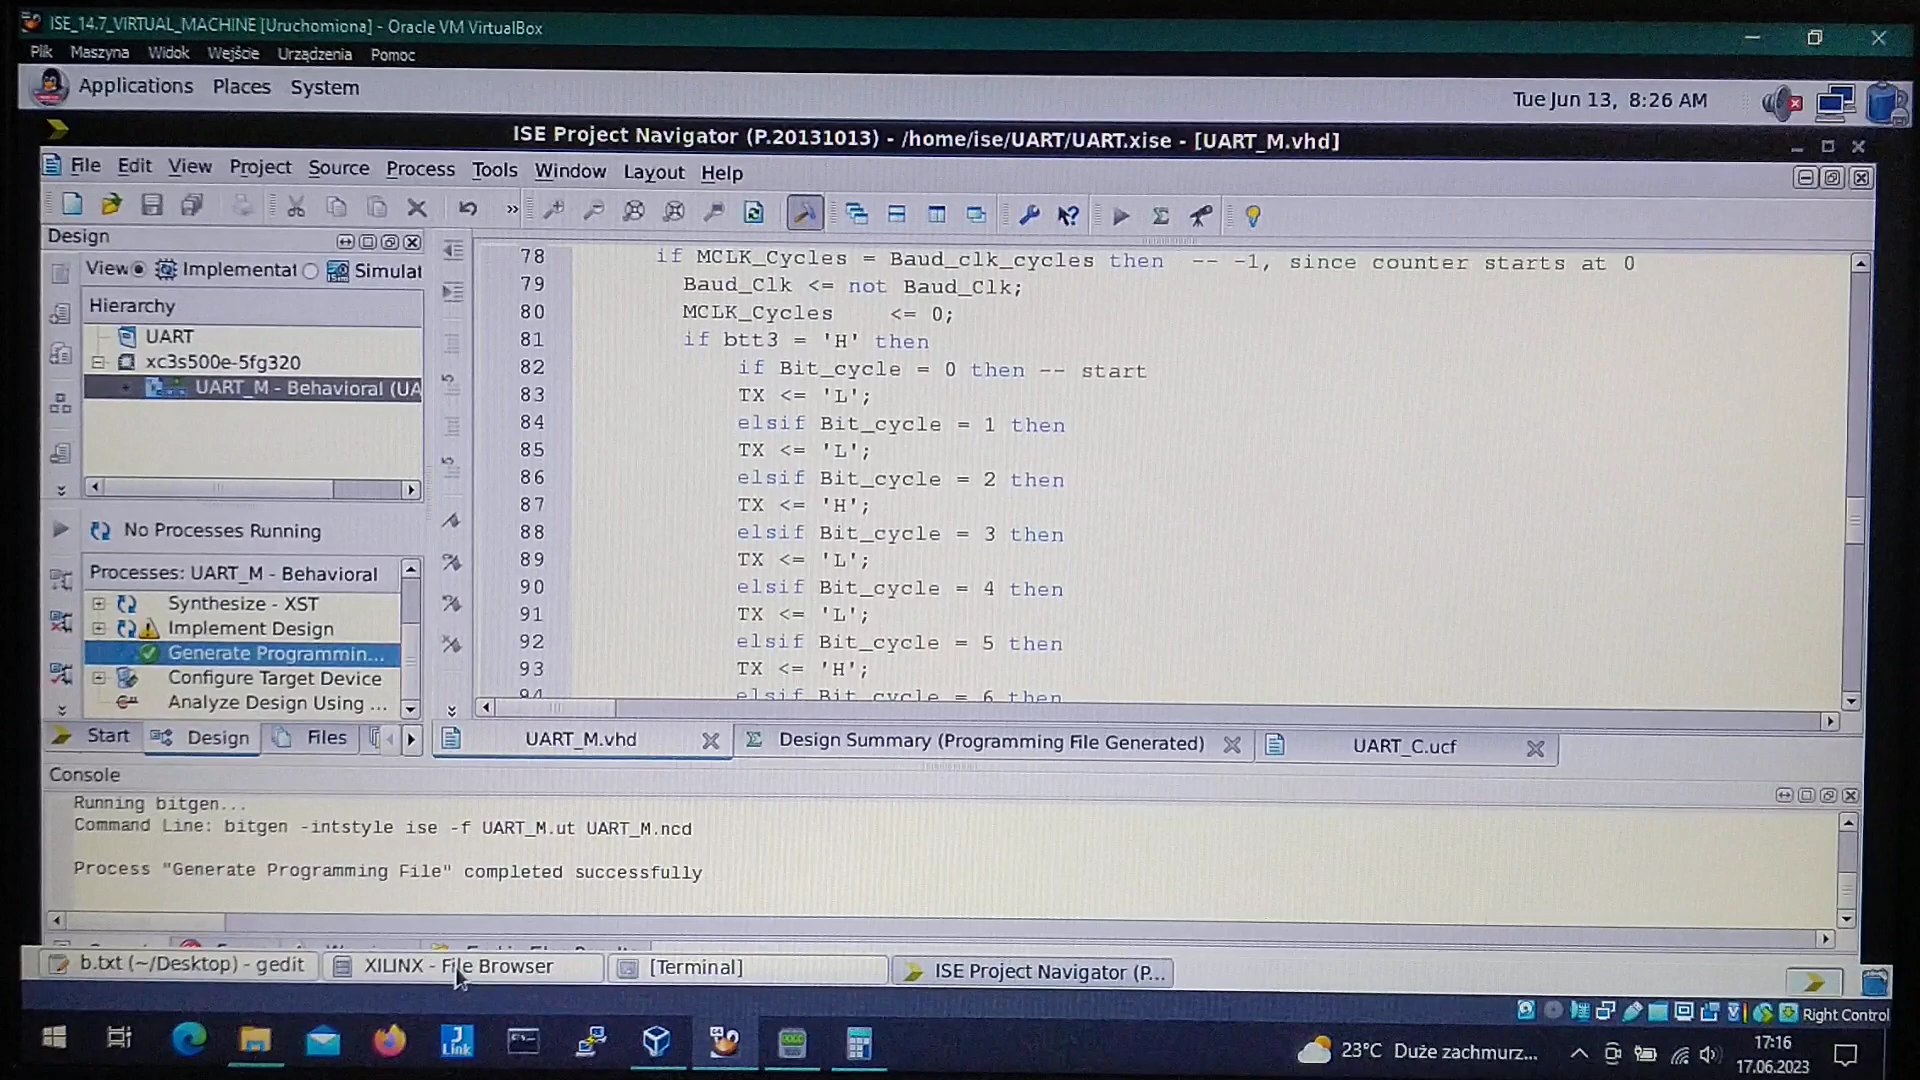 ISE_14.7_VIRTUAL_MACHINE [Uruchomiona] - Oracle VM VirtualBox
Plik Maszyna Widok Wejście Urządzenia Pomoc
Applications Places System
Tue Jun 13, 8:26 AM
ISE Project Navigator (P.20131013) - /home/ise/UART/UART.xise - [UART_M.vhd]
File Edit View Project Source Process Tools Window Layout Help
Design
View: Implementat Simulat
Hierarchy
UART
xc3s500e-5fg320
UART_M - Behavioral (UA
No Processes Running
Processes: UART_M - Behavioral
Synthesize - XST
Implement Design
Generate Programmin...
Configure Target Device
Analyze Design Using ...
Start Design Files
78 if MCLK_Cycles = Baud_clk_cycles then -- -1, since counter starts at 0
79 Baud_Clk <= not Baud_Clk;
80 MCLK_Cycles <= 0;
81 if btt3 = 'H' then
82 if Bit_cycle = 0 then -- start
83 TX <= 'L';
84 elsif Bit_cycle = 1 then
85 TX <= 'L';
86 elsif Bit_cycle = 2 then
87 TX <= 'H';
88 elsif Bit_cycle = 3 then
89 TX <= 'L';
90 elsif Bit_cycle = 4 then
91 TX <= 'L';
92 elsif Bit_cycle = 5 then
93 TX <= 'H';
94 elsif Bit_cycle = 6 then
UART_M.vhd Design Summary (Programming File Generated) UART_C.ucf
Console
Running bitgen...
Command Line: bitgen -intstyle ise -f UART_M.ut UART_M.ncd
Process "Generate Programming File" completed successfully
b.txt (~/Desktop) - gedit XILINX - File Browser [Terminal] ISE Project Navigator (P...
Right Control
J
Link
23°C Duże zachmurz...
17:16
17.06.2023